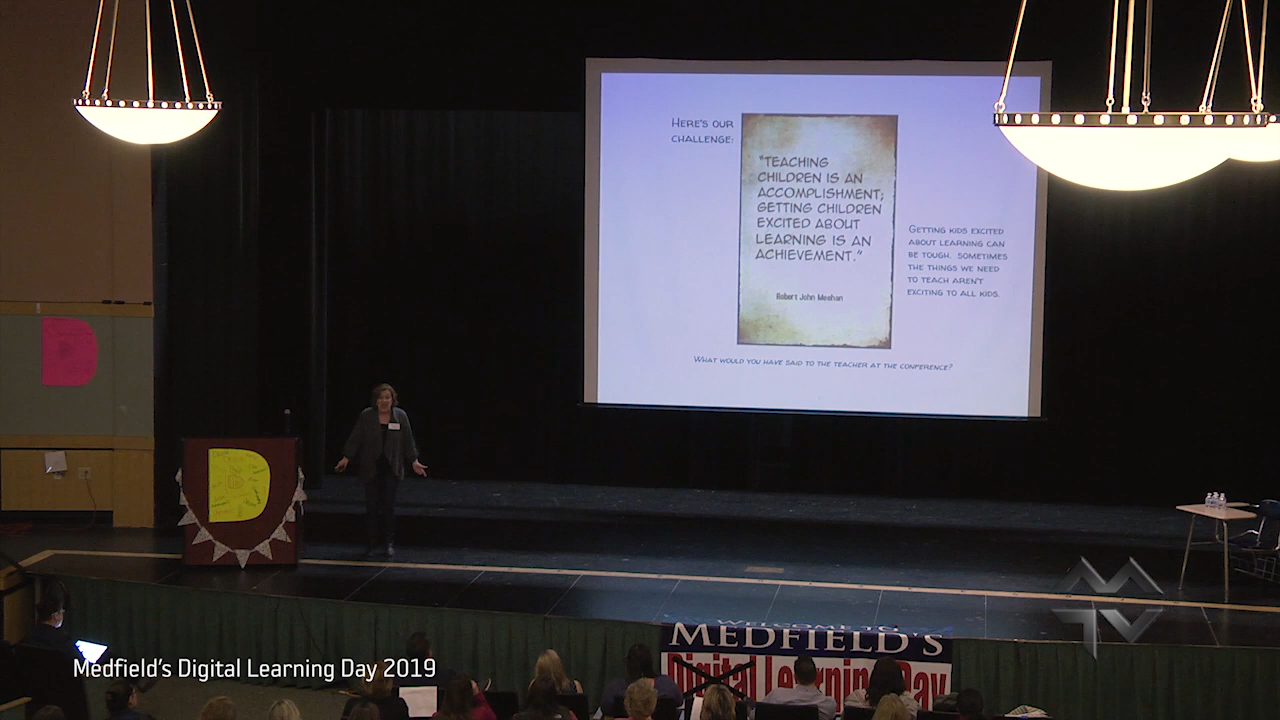 HERE'S OUR
CHALLENGE:
"TEACHING
CHILDREN IS AN
ACCOMPLISHMENT;
GETTING CHILDREN
EXCITED ABOUT
LEARNING IS AN
ACHIEVEMENT."
Robert John Meehan
GETTING KIDS EXCITED
ABOUT LEARNING CAN
BE TOUGH. SOMETIMES
THE THINGS WE NEED
TO TEACH AREN'T
EXCITING TO ALL KIDS.
WHAT WOULD YOU HAVE SAID TO THE TEACHER AT THE CONFERENCE?
D
D
WELCOME TO
MEDFIELD'S
Digital Learning Day
Medfield's Digital Learning Day 2019
MTV